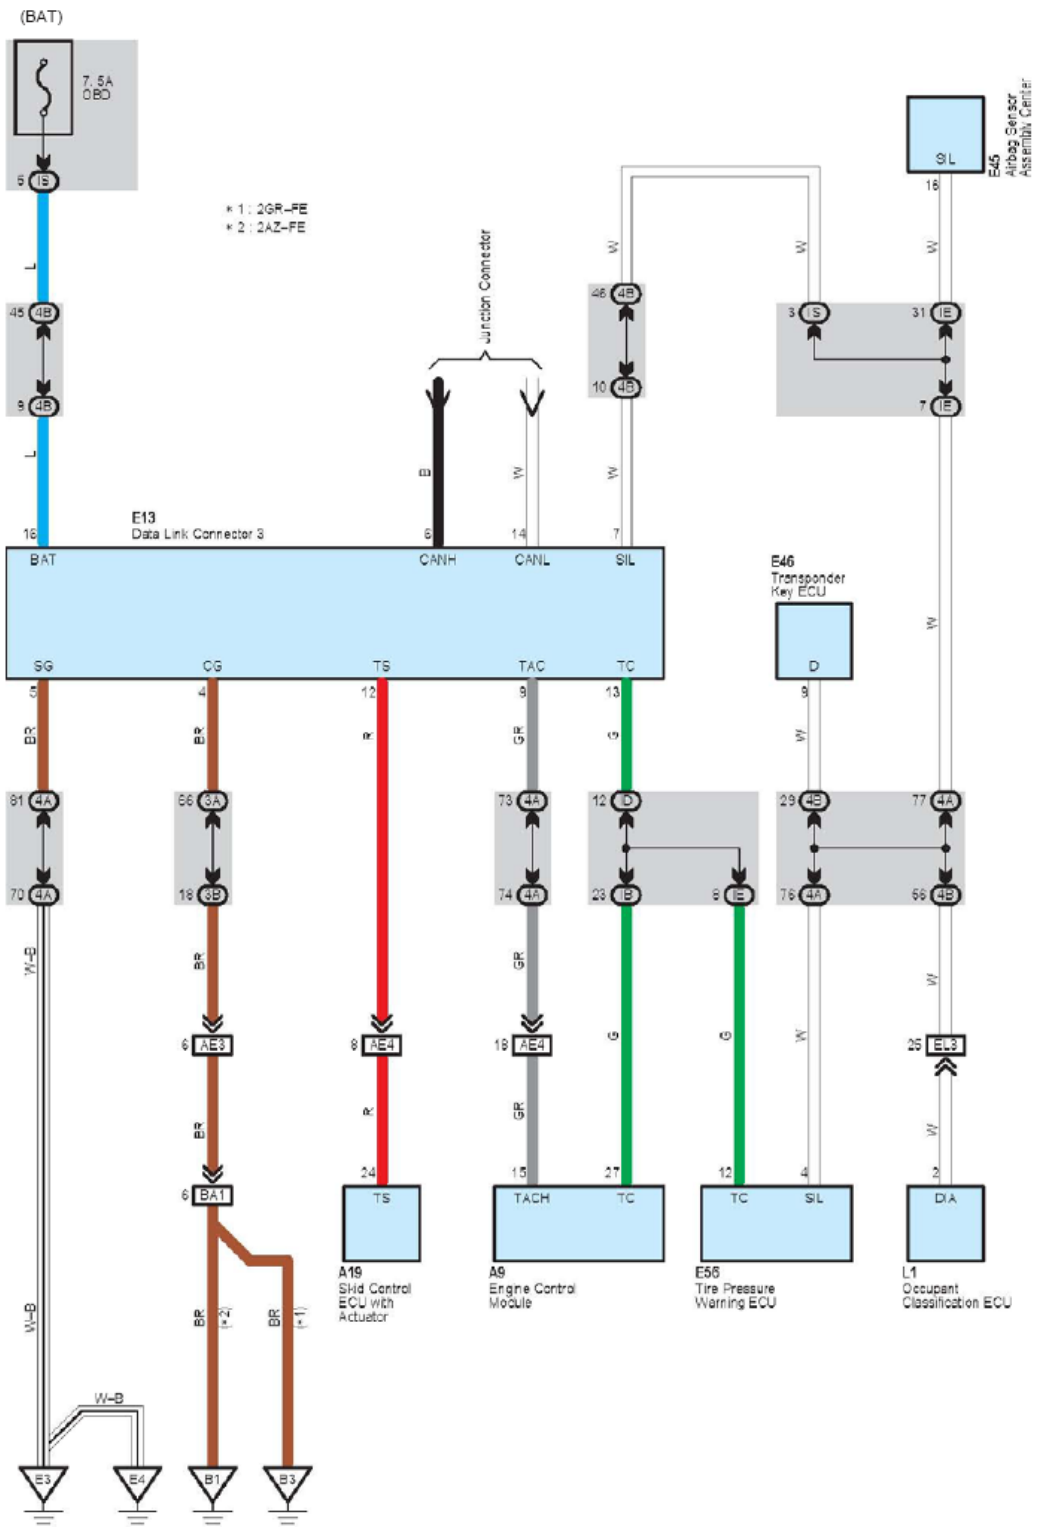 (BAT)
7. 5A
OBD
5 IS
* 1 : 2GR-FE
* 2 : 2AZ-FE
Junction Connector
SIL
E45
Airbag Sensor
Assembly Center
16
L
W
W
W
45 4B
46 4B
3 IS
31 IE
9 4B
10 4B
7 IE
L
B
W
W
E13
Data Link Connector 3
16
6
14
7
BAT
CANH
CANL
SIL
E46
Transponder
Key ECU
W
SG
CG
TS
TAC
TC
D
5
4
12
9
13
9
BR
BR
R
GR
G
W
81 4A
66 3A
73 4A
12 ID
29 4B
77 4A
70 4A
18 3B
74 4A
23 IB
8 IE
76 4A
56 4B
W-B
BR
GR
W
6 AE3
8 AE4
18 AE4
G
G
W
25 EL3
BR
R
GR
W
6 BA1
24
15
27
12
4
2
TS
TACH
TC
TC
SIL
DIA
A19
Skid Control
ECU with
Actuator
A9
Engine Control
Module
E56
Tire Pressure
Warning ECU
L1
Occupant
Classification ECU
W-B
BR
(*2)
BR
(*1)
W-B
E3
E4
B1
B3